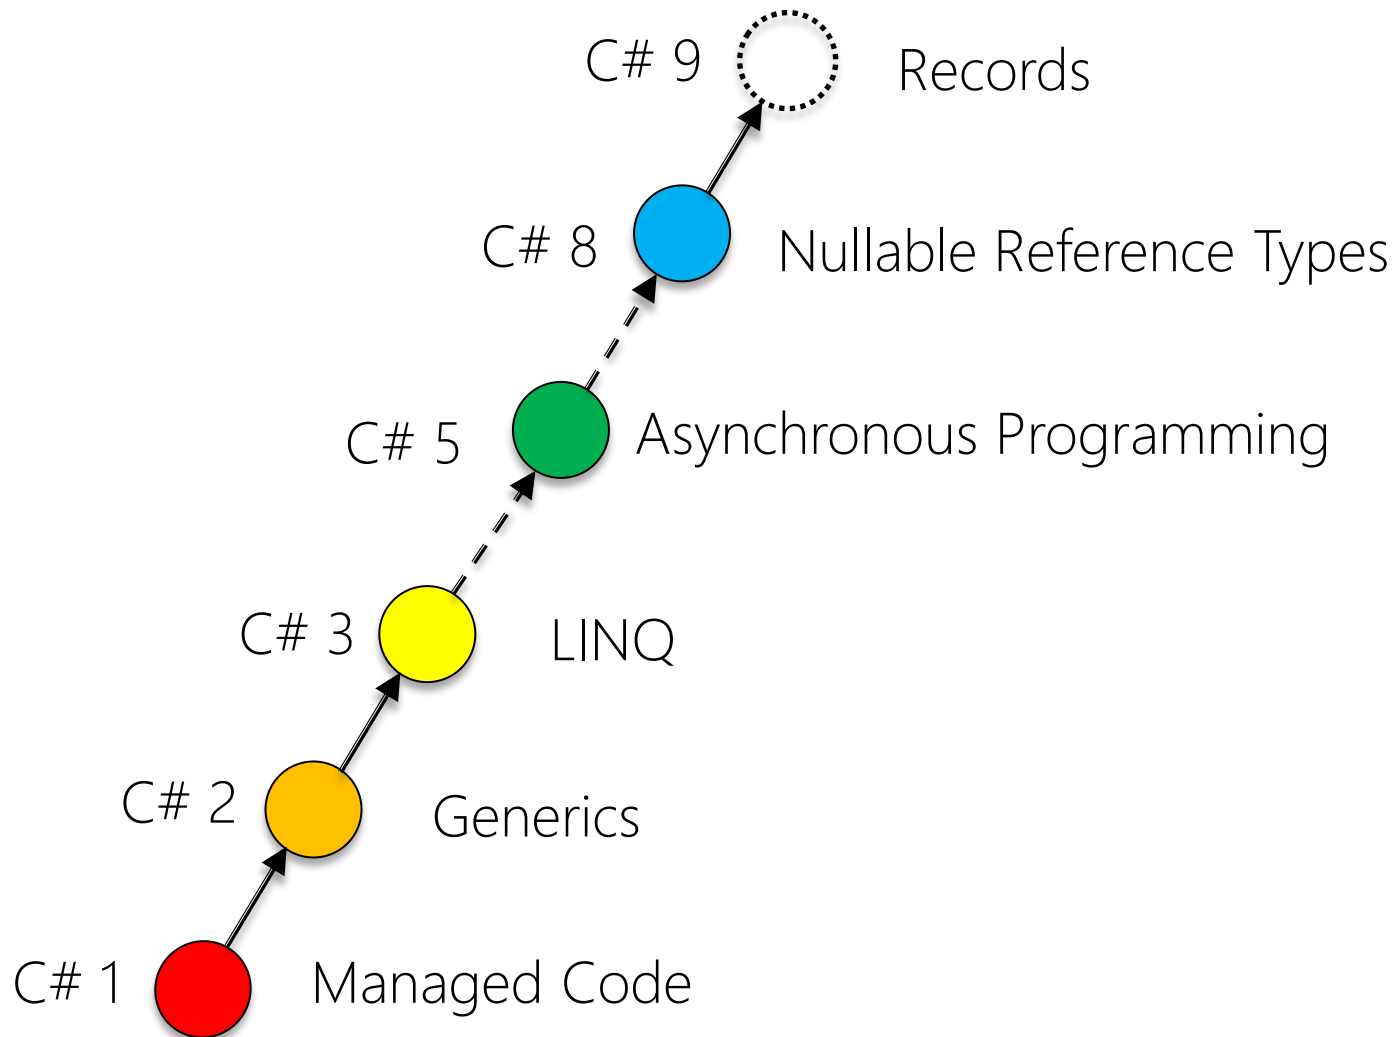 C# 9 Records
C# 8 Nullable Reference Types
C# 5 Asynchronous Programming
C# 3 LINQ
C# 2 Generics
C# 1 Managed Code